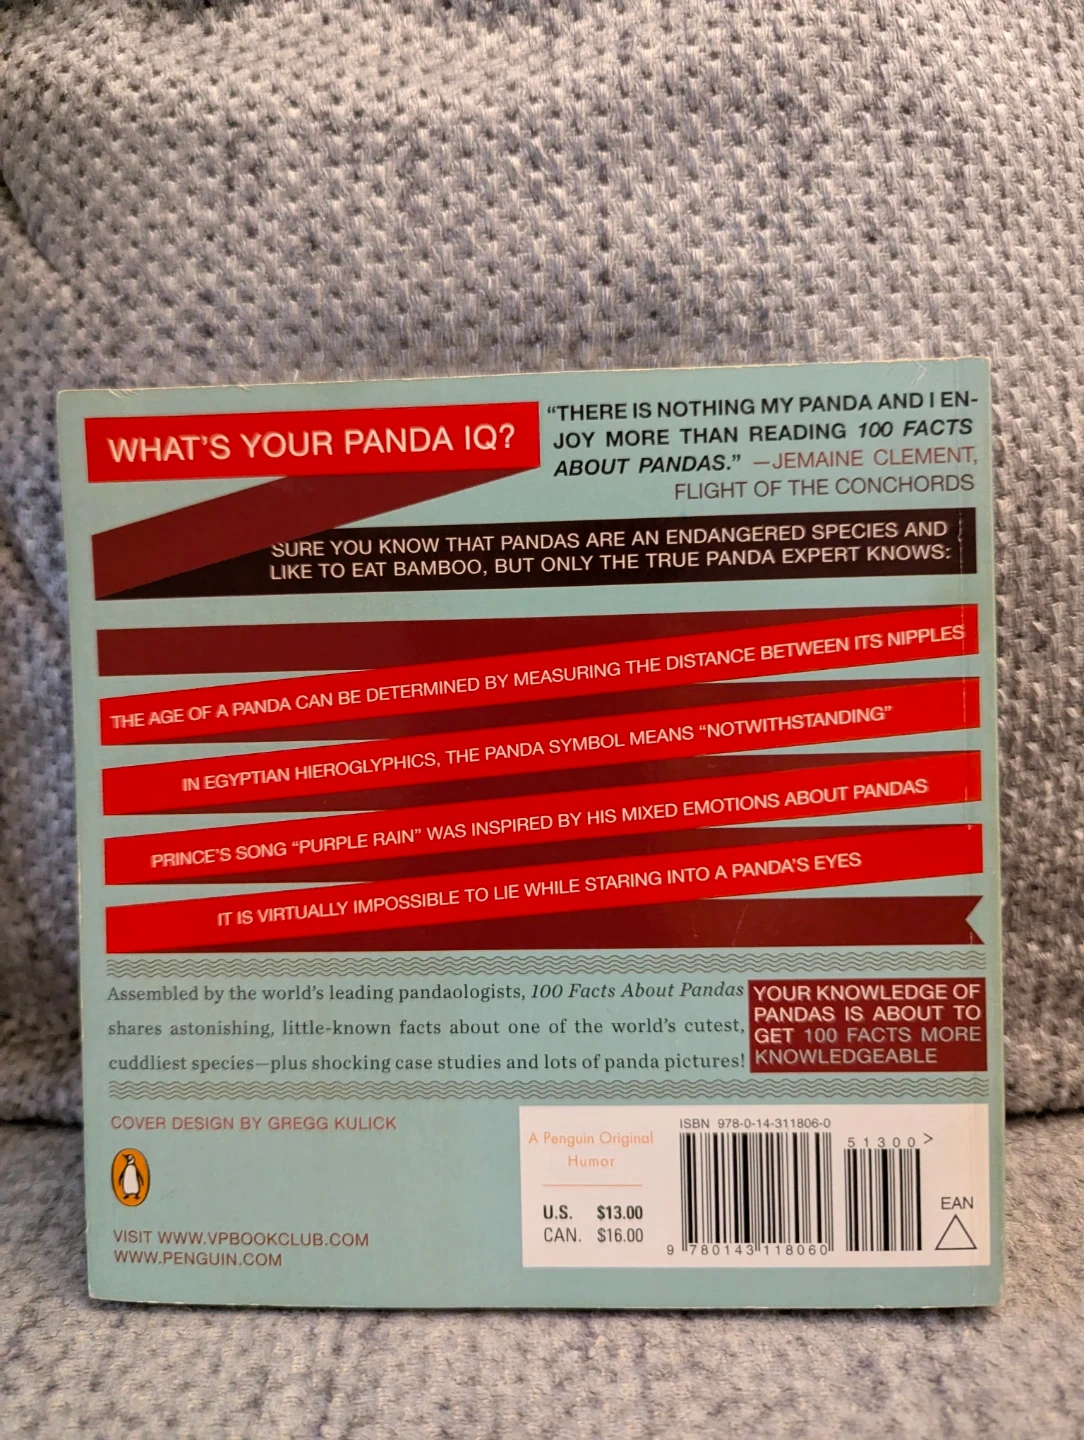 WHAT'S YOUR PANDA IQ?
"THERE IS NOTHING MY PANDA AND I EN-
JOY MORE THAN READING 100 FACTS
ABOUT PANDAS." —JEMAINE CLEMENT,
FLIGHT OF THE CONCHORDS
SURE YOU KNOW THAT PANDAS ARE AN ENDANGERED SPECIES AND
LIKE TO EAT BAMBOO, BUT ONLY THE TRUE PANDA EXPERT KNOWS:
THE AGE OF A PANDA CAN BE DETERMINED BY MEASURING THE DISTANCE BETWEEN ITS NIPPLES
IN EGYPTIAN HIEROGLYPHICS, THE PANDA SYMBOL MEANS "NOTWITHSTANDING"
PRINCE'S SONG "PURPLE RAIN" WAS INSPIRED BY HIS MIXED EMOTIONS ABOUT PANDAS
IT IS VIRTUALLY IMPOSSIBLE TO LIE WHILE STARING INTO A PANDA'S EYES
Assembled by the world's leading pandaologists, 100 Facts About Pandas
shares astonishing, little-known facts about one of the world's cutest,
cuddliest species—plus shocking case studies and lots of panda pictures!
YOUR KNOWLEDGE OF
PANDAS IS ABOUT TO
GET 100 FACTS MORE
KNOWLEDGEABLE
COVER DESIGN BY GREGG KULICK
VISIT WWW.VPBOOKCLUB.COM
WWW.PENGUIN.COM
A Penguin Original
Humor
U.S. $13.00
CAN. $16.00
ISBN 978-0-14-311806-0
51300>
9 780143 118060
EAN